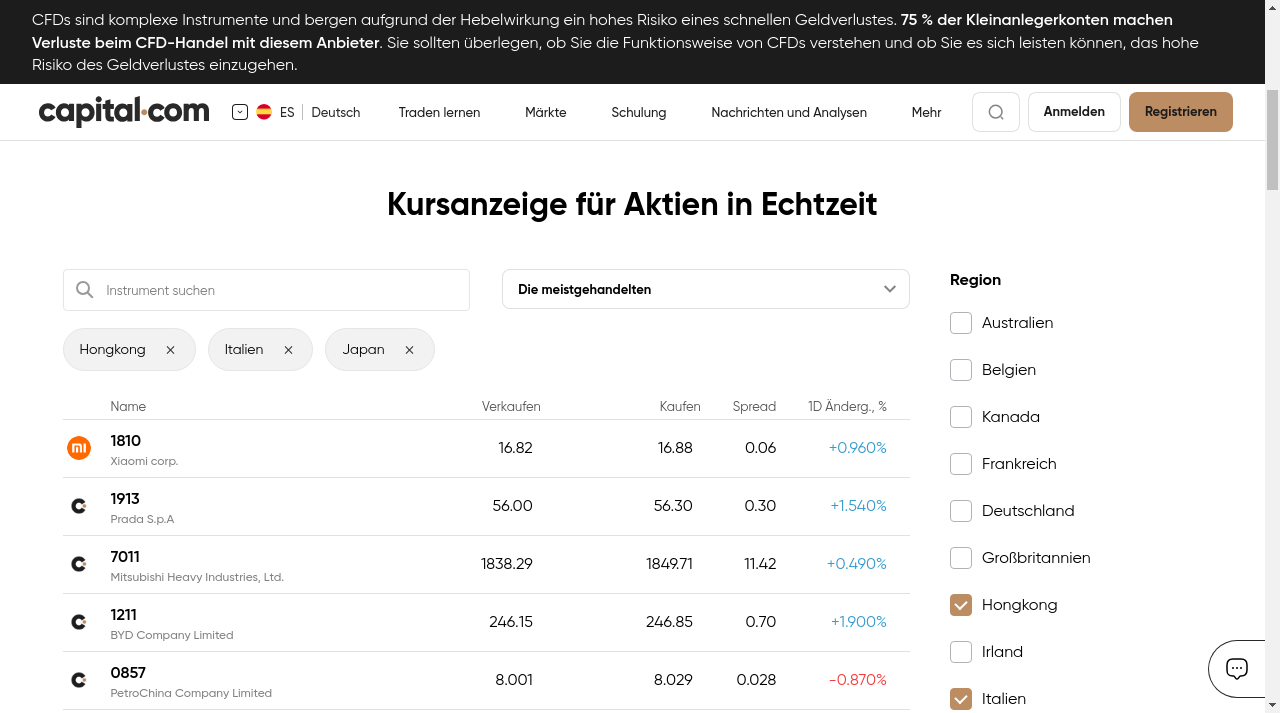 CFDs sind komplexe Instrumente und bergen aufgrund der Hebelwirkung ein hohes Risiko eines schnellen Geldverlustes. 75 % der Kleinanlegerkonten machen
Verluste beim CFD-Handel mit diesem Anbieter. Sie sollten überlegen, ob Sie die Funktionsweise von CFDs verstehen und ob Sie es sich leisten können, das hohe
Risiko des Geldverlustes einzugehen.
capital.com ES Deutsch Traden lernen Märkte Schulung Nachrichten und Analysen Mehr Anmelden Registrieren
Kursanzeige für Aktien in Echtzeit
Instrument suchen
Die meistgehandelten
Hongkong
Italien
Japan
Name Verkaufen Kaufen Spread 1D Änderg., %
1810 16.82 16.88 0.06 +0.960%
Xiaomi corp.
1913 56.00 56.30 0.30 +1.540%
Prada S.p.A
7011 1838.29 1849.71 11.42 +0.490%
Mitsubishi Heavy Industries, Ltd.
1211 246.15 246.85 0.70 +1.900%
BYD Company Limited
0857 8.001 8.029 0.028 -0.870%
PetroChina Company Limited
Region
Australien
Belgien
Kanada
Frankreich
Deutschland
Großbritannien
Hongkong
Irland
Italien